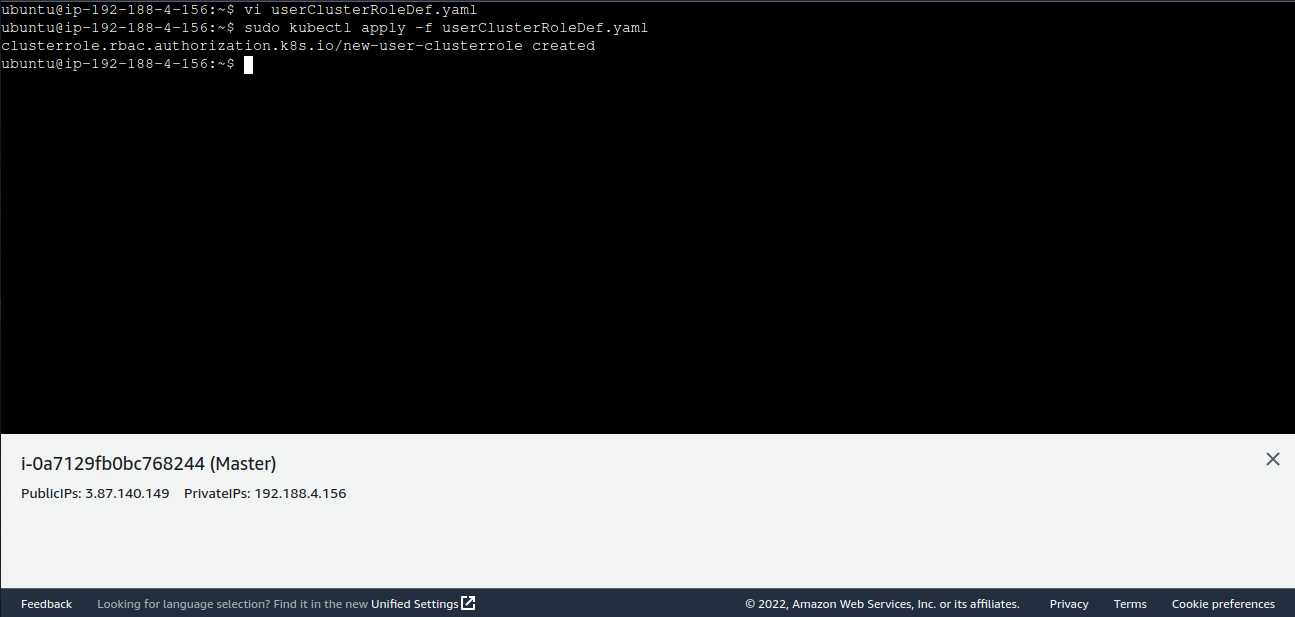 ubuntu@ip-192-188-4-156:~$ vi userClusterRoleDef.yaml
ubuntu@ip-192-188-4-156:~$ sudo kubectl apply -f userClusterRoleDef.yaml
clusterrole.rbac.authorization.k8s.io/new-user-clusterrole created
ubuntu@ip-192-188-4-156:~$
i-0a7129fb0bc768244 (Master)
PublicIPs: 3.87.140.149 PrivateIPs: 192.188.4.156
Feedback Looking for language selection? Find it in the new Unified Settings © 2022, Amazon Web Services, Inc. or its affiliates. Privacy Terms Cookie preferences